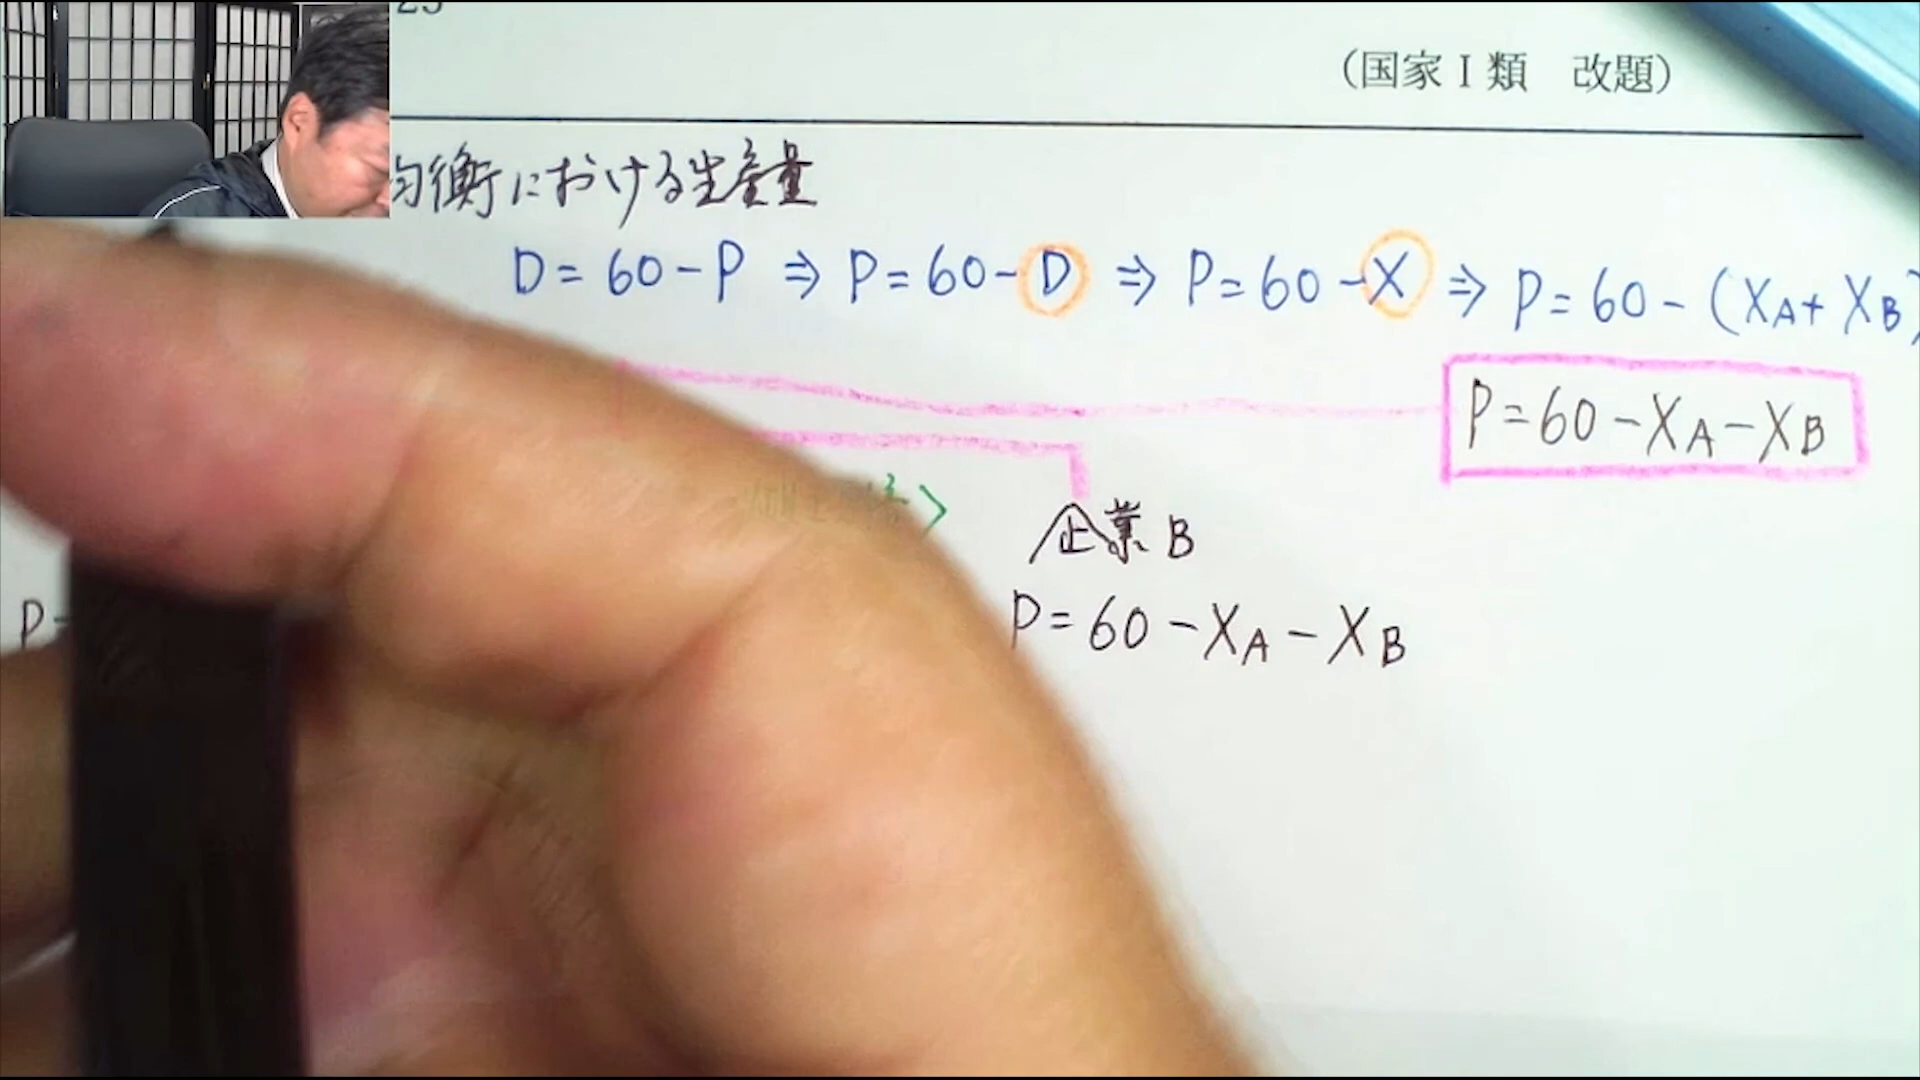 25
(国家Ⅰ類 改題)
均衡における生産量
D = 60 - P ⇒ P = 60 - D ⇒ P = 60 - X ⇒ P = 60 - (XA + XB)
P = 60 - XA - XB
企業B
P = 60 - XA - XB
P